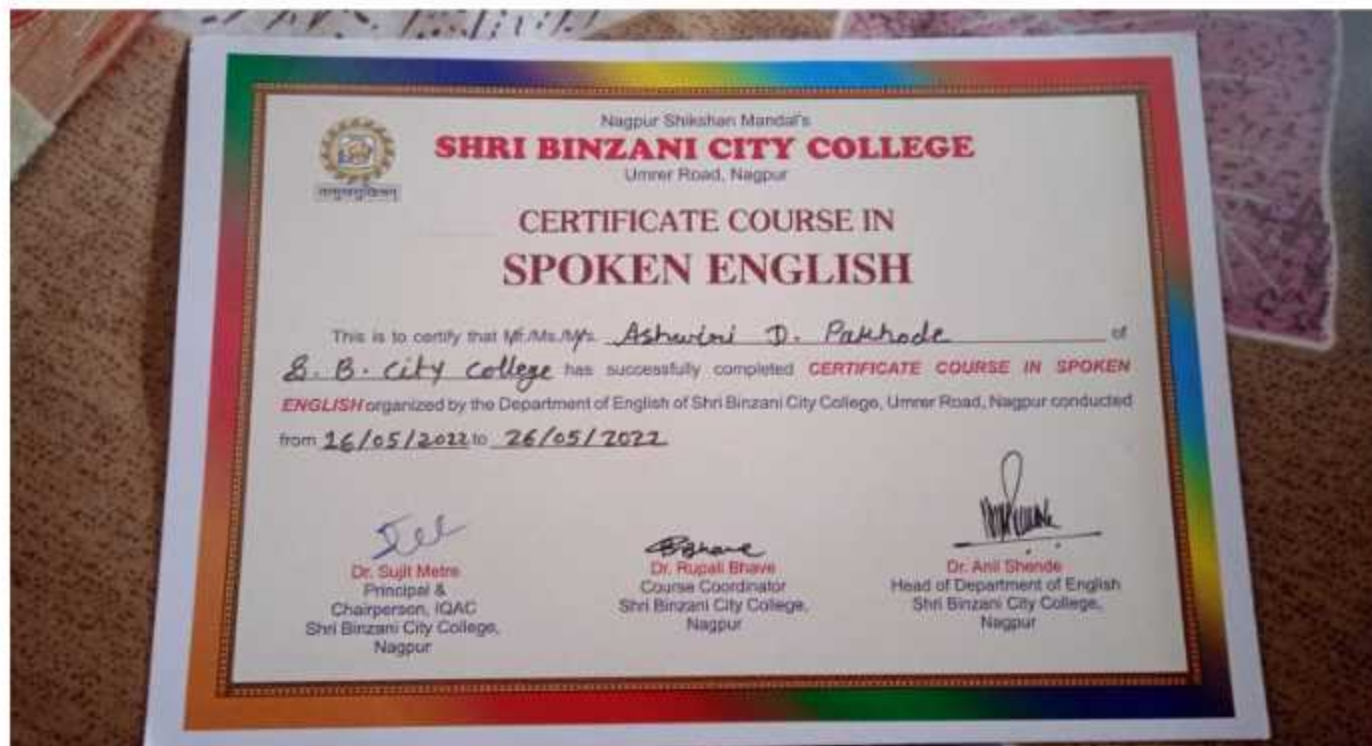 Nagpur Shikshan Mandal's
SHRI BINZANI CITY COLLEGE
Umrer Road, Nagpur
CERTIFICATE COURSE IN
SPOKEN ENGLISH
This is to certify that Mr./Ms./Mrs. Ashwini D. Pakhode of
S. B. City College has successfully completed CERTIFICATE COURSE IN SPOKEN
ENGLISH organized by the Department of English of Shri Binzani City College, Umrer Road, Nagpur conducted
from 16/05/2022 to 26/05/2022
Dr. Sujit Metre
Principal &
Chairperson, IQAC
Shri Binzani City College,
Nagpur
BBhave
Dr. Rupali Bhave
Course Coordinator
Shri Binzani City College,
Nagpur
Dr. Anil Shende
Head of Department of English
Shri Binzani City College,
Nagpur